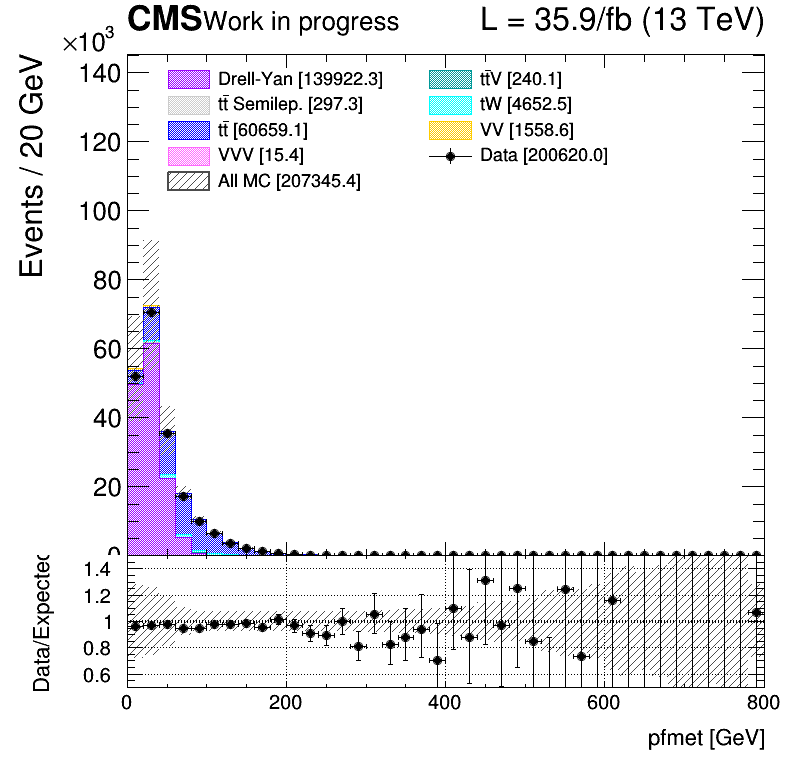 CMS Work in progress L = 35.9/fb (13 TeV)
×10³
Events / 20 GeV
140
120
100
80
60
40
20
0
Drell-Yan [139922.3]
tt̄ Semilep. [297.3]
tt̄ [60659.1]
VVV [15.4]
All MC [207345.4]
tt̄V [240.1]
tW [4652.5]
VV [1558.6]
Data [200620.0]
Data/Expected
1.4
1.2
1
0.8
0.6
0 200 400 600 800
pfmet [GeV]